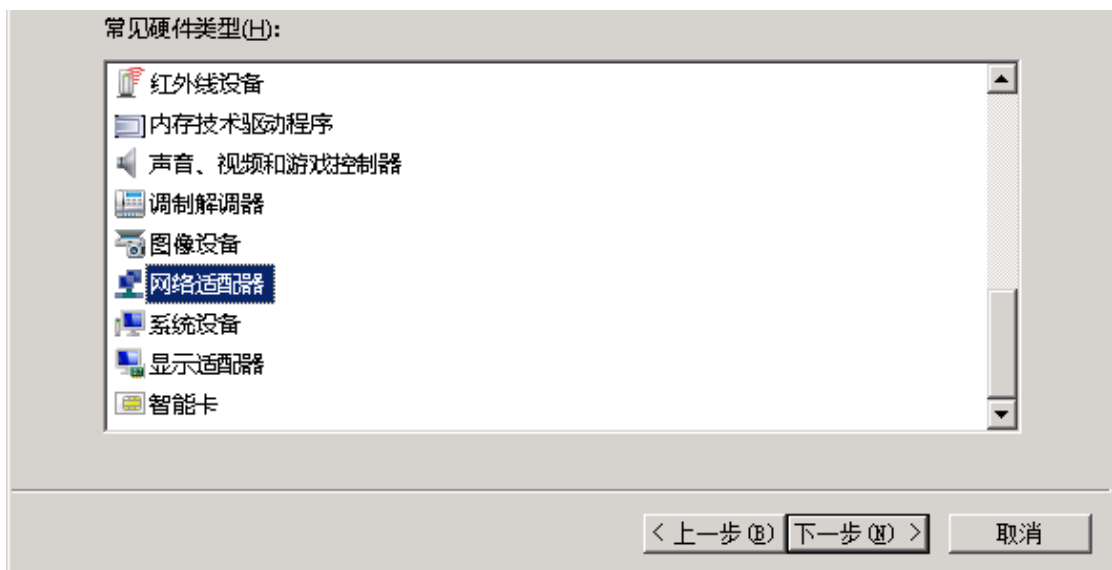 常见硬件类型(H):
红外线设备
内存技术驱动程序
声音、视频和游戏控制器
调制解调器
图像设备
网络适配器
系统设备
显示适配器
智能卡
< 上一步(B) 下一步(N) > 取消